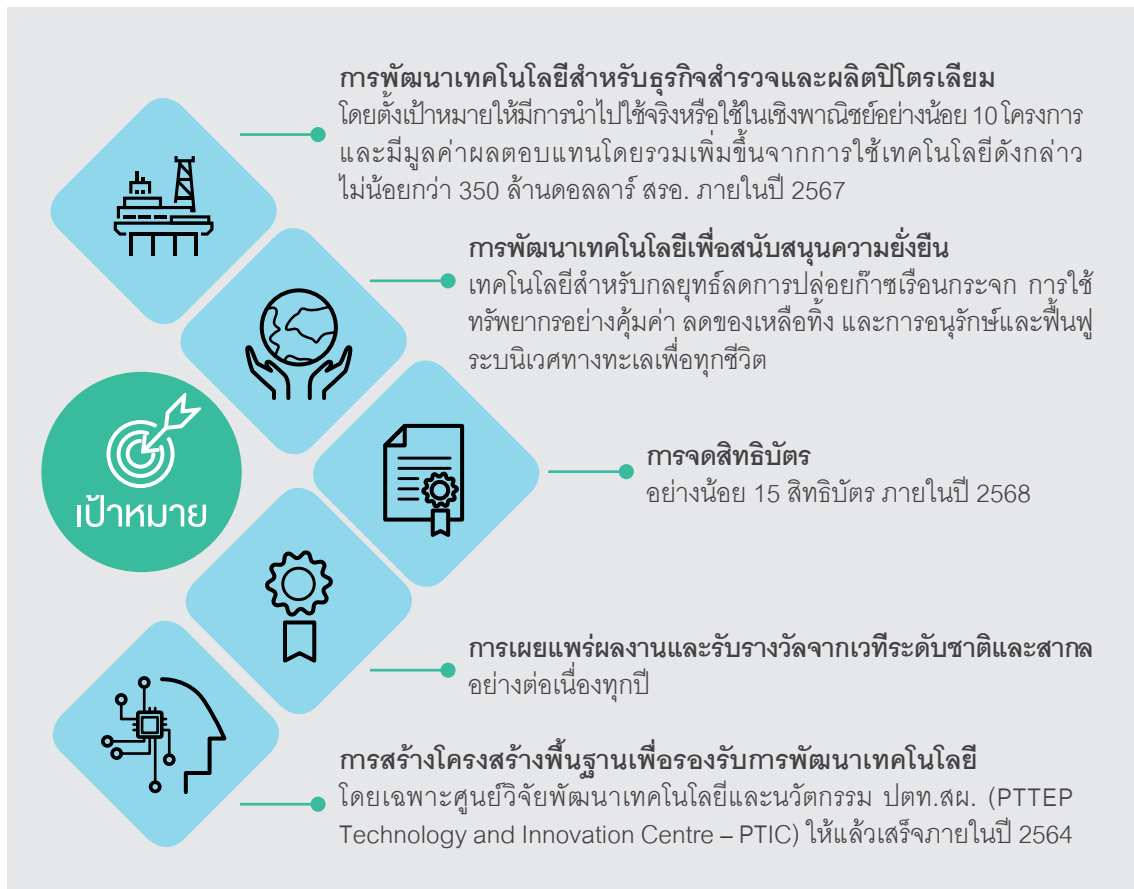 การพัฒนาเทคโนโลยีสำหรับธุรกิจสำรวจและผลิตปิโตรเลียม
โดยตั้งเป้าหมายให้มีการนำไปใช้จริงหรือใช้ในเชิงพาณิชย์อย่างน้อย 10 โครงการ
และมีมูลค่าผลตอบแทนโดยรวมเพิ่มขึ้นจากการใช้เทคโนโลยีดังกล่าว
ไม่น้อยกว่า 350 ล้านดอลลาร์ สรอ. ภายในปี 2567
การพัฒนาเทคโนโลยีเพื่อสนับสนุนความยั่งยืน
เทคโนโลยีสำหรับกลยุทธ์ลดการปล่อยก๊าซเรือนกระจก การใช้
ทรัพยากรอย่างคุ้มค่า ลดของเหลือทิ้ง และการอนุรักษ์และฟื้นฟู
ระบบนิเวศทางทะเลเพื่อทุกชีวิต
เป้าหมาย
การจดสิทธิบัตร
อย่างน้อย 15 สิทธิบัตร ภายในปี 2568
การเผยแพร่ผลงานและรับรางวัลจากเวทีระดับชาติและสากล
อย่างต่อเนื่องทุกปี
การสร้างโครงสร้างพื้นฐานเพื่อรองรับการพัฒนาเทคโนโลยี
โดยเฉพาะศูนย์วิจัยพัฒนาเทคโนโลยีและนวัตกรรม ปตท.สผ. (PTTEP
Technology and Innovation Centre – PTIC) ให้แล้วเสร็จภายในปี 2564